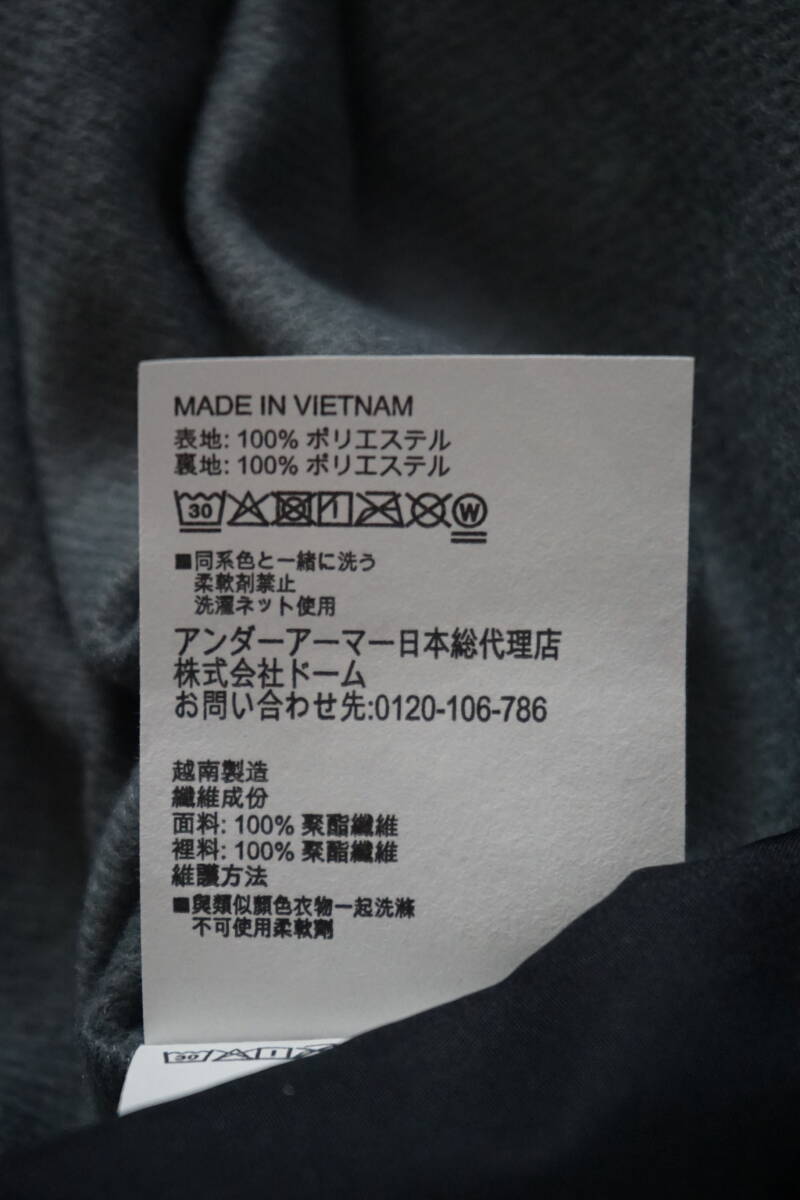 MADE IN VIETNAM
表地: 100% ポリエステル
裏地: 100% ポリエステル
30
W
■同系色と一緒に洗う
柔軟剤禁止
洗濯ネット使用
アンダーアーマー日本総代理店
株式会社ドーム
お問い合わせ先:0120-106-786
越南製造
纖維成份
面料: 100% 聚酯纖維
裡料: 100% 聚酯纖維
維護方法
■與類似顏色衣物一起洗滌
不可使用柔軟劑
30